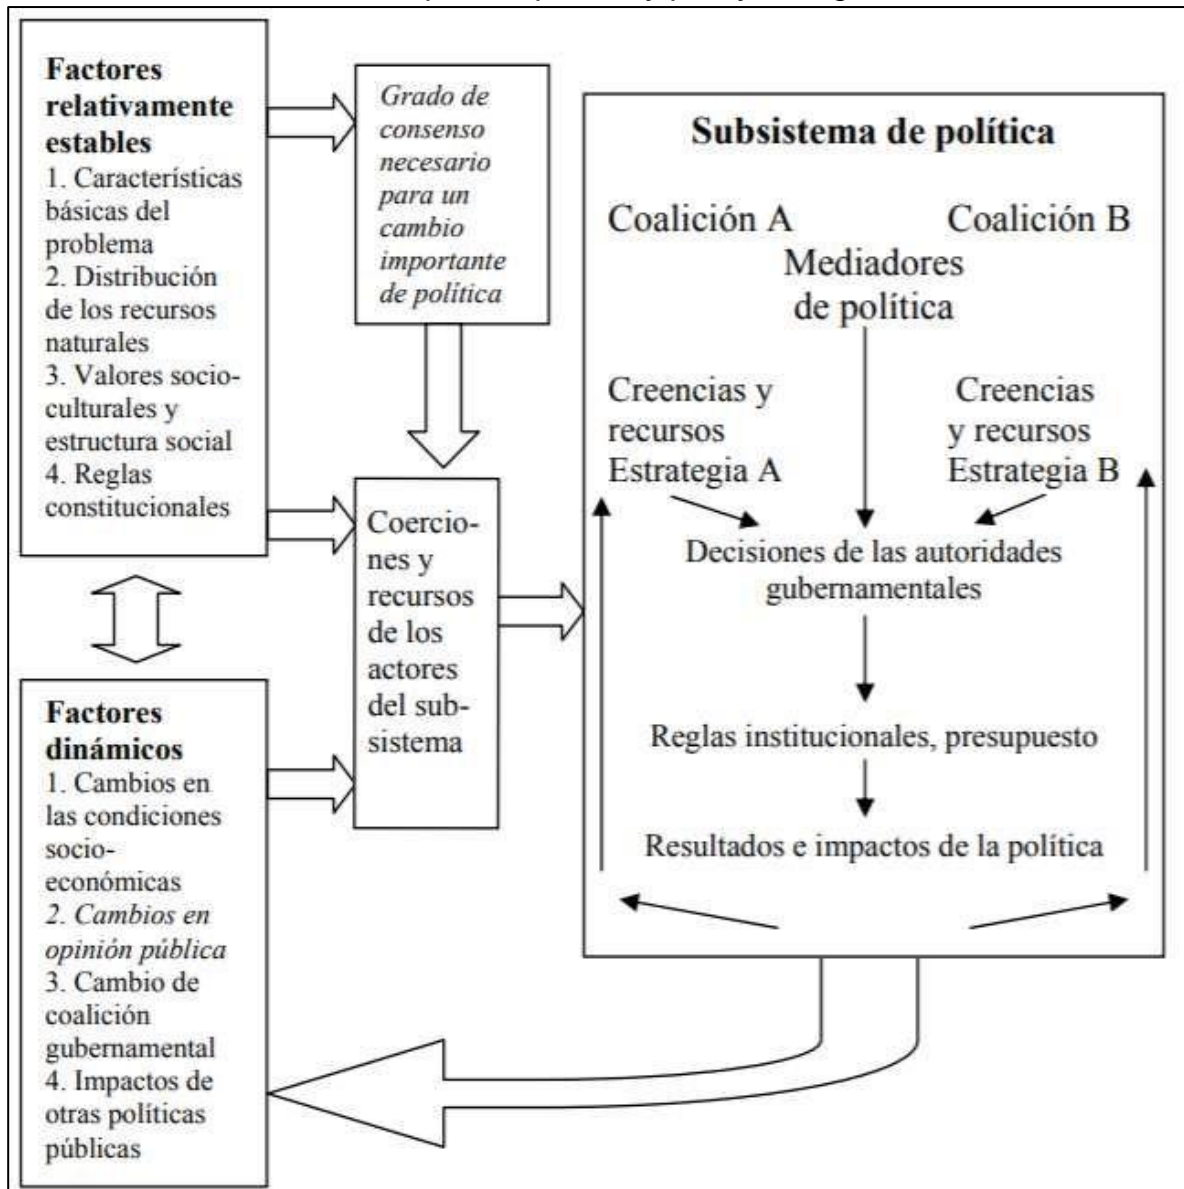 Factores
relativamente
estables
1. Características
básicas del
problema
2. Distribución
de los recursos
naturales
3. Valores socio-
culturales y
estructura social
4. Reglas
constitucionales
Grado de
consenso
necesario
para un
cambio
importante
de política
Coercio-
nes y
recursos
de los
actores
del sub-
sistema
Factores
dinámicos
1. Cambios en
las condiciones
socio-
económicas
2. Cambios en
opinión pública
3. Cambio de
coalición
gubernamental
4. Impactos de
otras políticas
públicas
Subsistema de política
Coalición A
Coalición B
Mediadores
de política
Creencias y
recursos
Estrategia A
Creencias
y recursos
Estrategia B
Decisiones de las autoridades
gubernamentales
Reglas institucionales, presupuesto
Resultados e impactos de la política